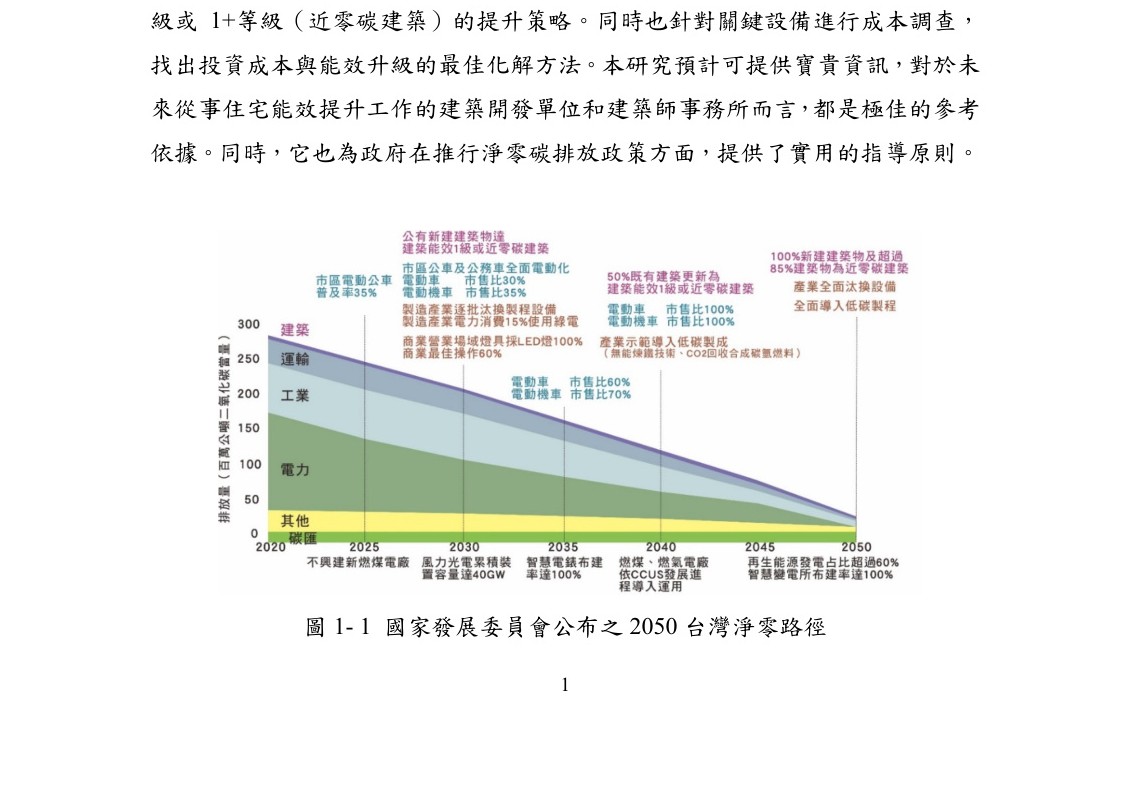 級或 1+等級（近零碳建築）的提升策略。同時也針對關鍵設備進行成本調查，
找出投資成本與能效升級的最佳化解方法。本研究預計可提供寶貴資訊，對於未
來從事住宅能效提升工作的建築開發單位和建築師事務所而言，都是極佳的參考
依據。同時，它也為政府在推行淨零碳排放政策方面，提供了實用的指導原則。
公有新建建築物達
建築能效1級或近零碳建築
市區公車及公務車全面電動化
電動車 市售比30%
電動機車 市售比35%
市區電動公車
普及率35%
製造產業逐批汰換製程設備
製造產業電力消費15%使用綠電
商業營業場域燈具採LED燈100%
商業最佳操作60%
電動車 市售比60%
電動機車 市售比70%
50%既有建築更新為
建築能效1級或近零碳建築
電動車 市售比100%
電動機車 市售比100%
產業示範導入低碳製成
（無能煉鐵技術、CO2回收合成碳氫燃料）
100%新建建築物及超過
85%建築物為近零碳建築
產業全面汰換設備
全面導入低碳製程
排放量（百萬公噸二氧化碳當量）
300
250
200
150
100
50
0
建築
運輸
工業
電力
其他
碳匯
2020 2025 2030 2035 2040 2045 2050
不興建新燃煤電廠
風力光電累積裝
置容量達40GW
智慧電錶布建
率達100%
燃煤、燃氣電廠
依CCUS發展進
程導入運用
再生能源發電占比超過60%
智慧變電所布建率達100%
圖 1- 1 國家發展委員會公布之 2050 台灣淨零路徑
1